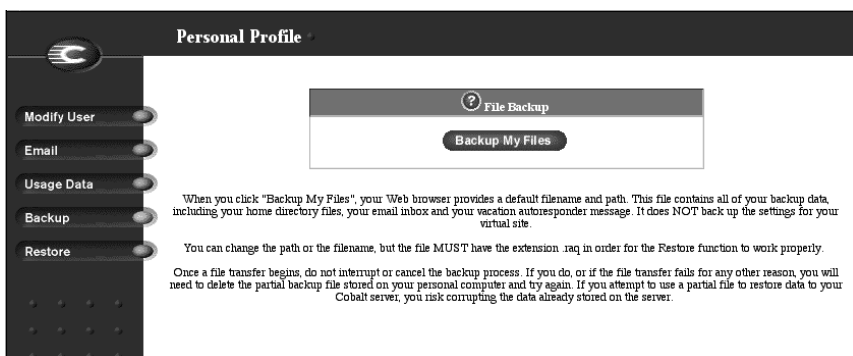 Personal Profile
C
Modify User
Email
Usage Data
Backup
Restore
? File Backup
Backup My Files
When you click "Backup My Files", your Web browser provides a default filename and path. This file contains all of your backup data,
including your home directory files, your email inbox and your vacation autoresponder message. It does NOT back up the settings for your
virtual site.
You can change the path or the filename, but the file MUST have the extension .raq in order for the Restore function to work properly.
Once a file transfer begins, do not interrupt or cancel the backup process. If you do, or if the file transfer fails for any other reason, you will
need to delete the partial backup file stored on your personal computer and try again. If you attempt to use a partial file to restore data to your
Cobalt server, you risk corrupting the data already stored on the server.